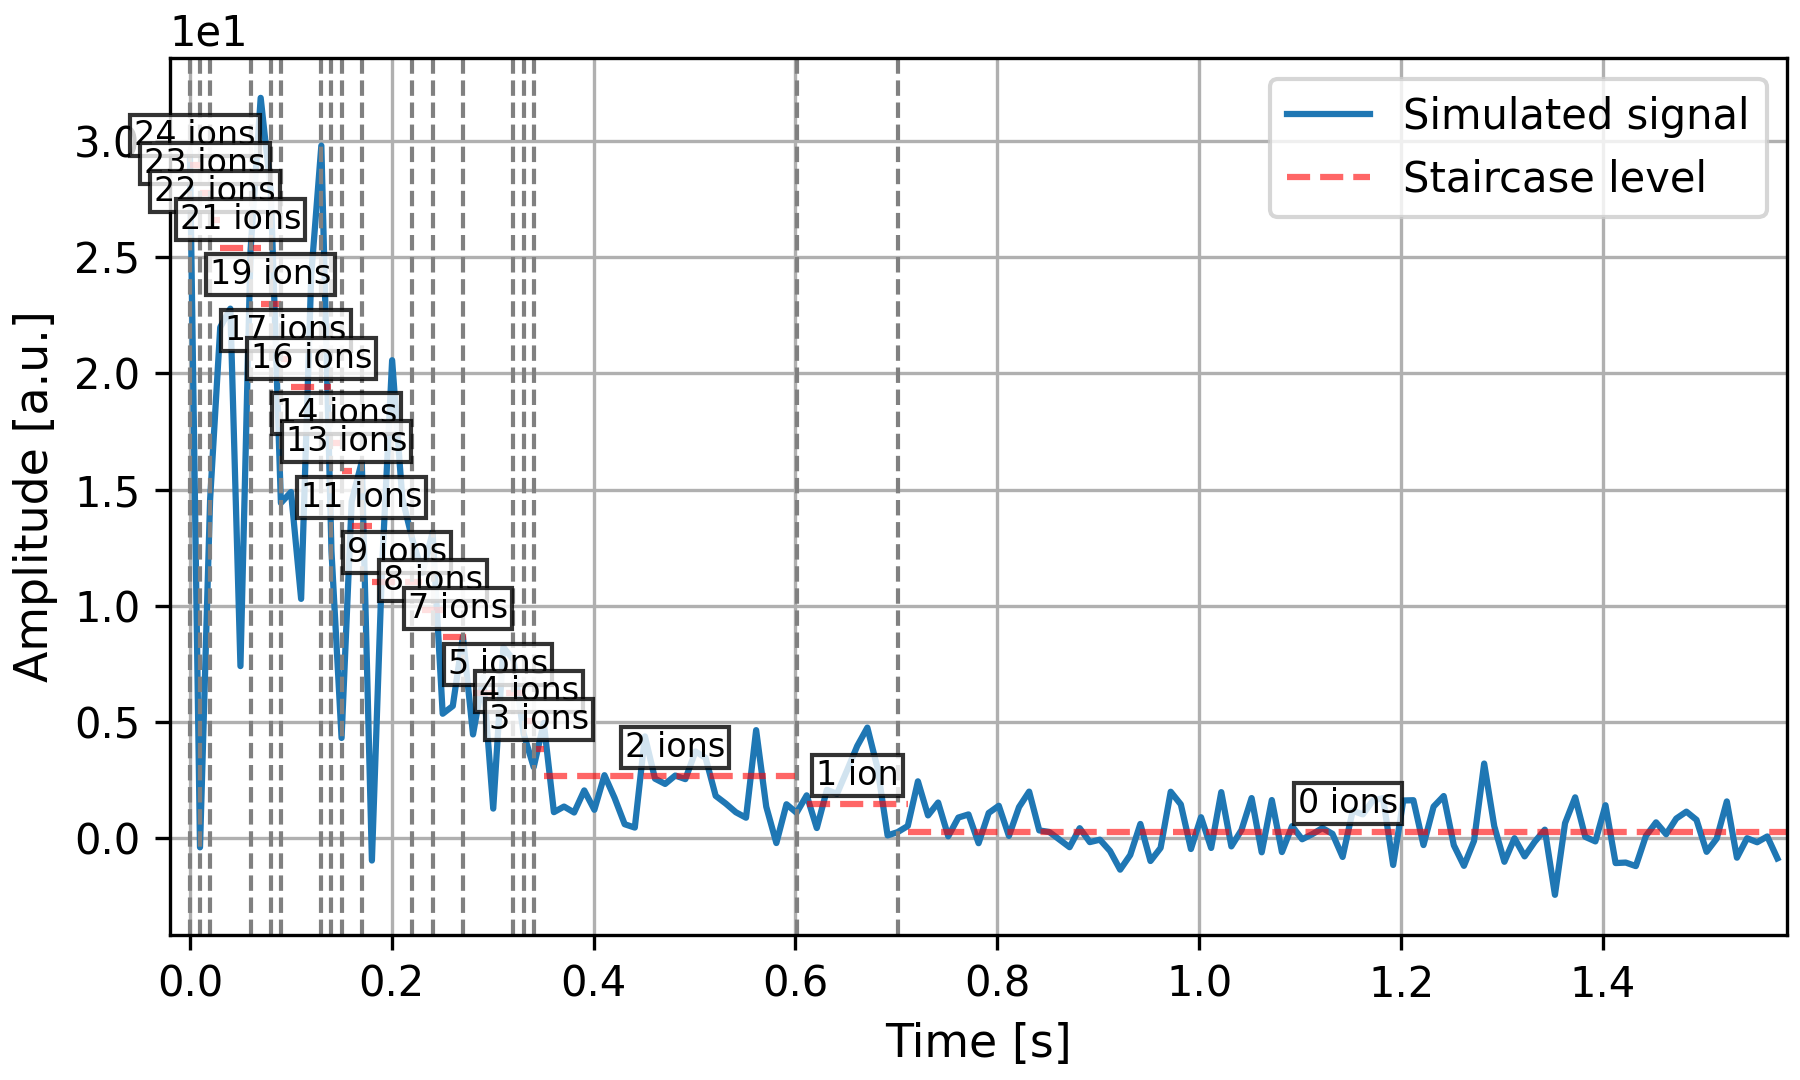 1e1
Simulated signal
Staircase level
24 ions
23 ions
22 ions
21 ions
19 ions
17 ions
16 ions
14 ions
13 ions
11 ions
9 ions
8 ions
7 ions
5 ions
4 ions
3 ions
2 ions
1 ion
0 ions
3.0
2.5
2.0
1.5
1.0
0.5
0.0
Amplitude [a.u.]
0.0 0.2 0.4 0.6 0.8 1.0 1.2 1.4
Time [s]